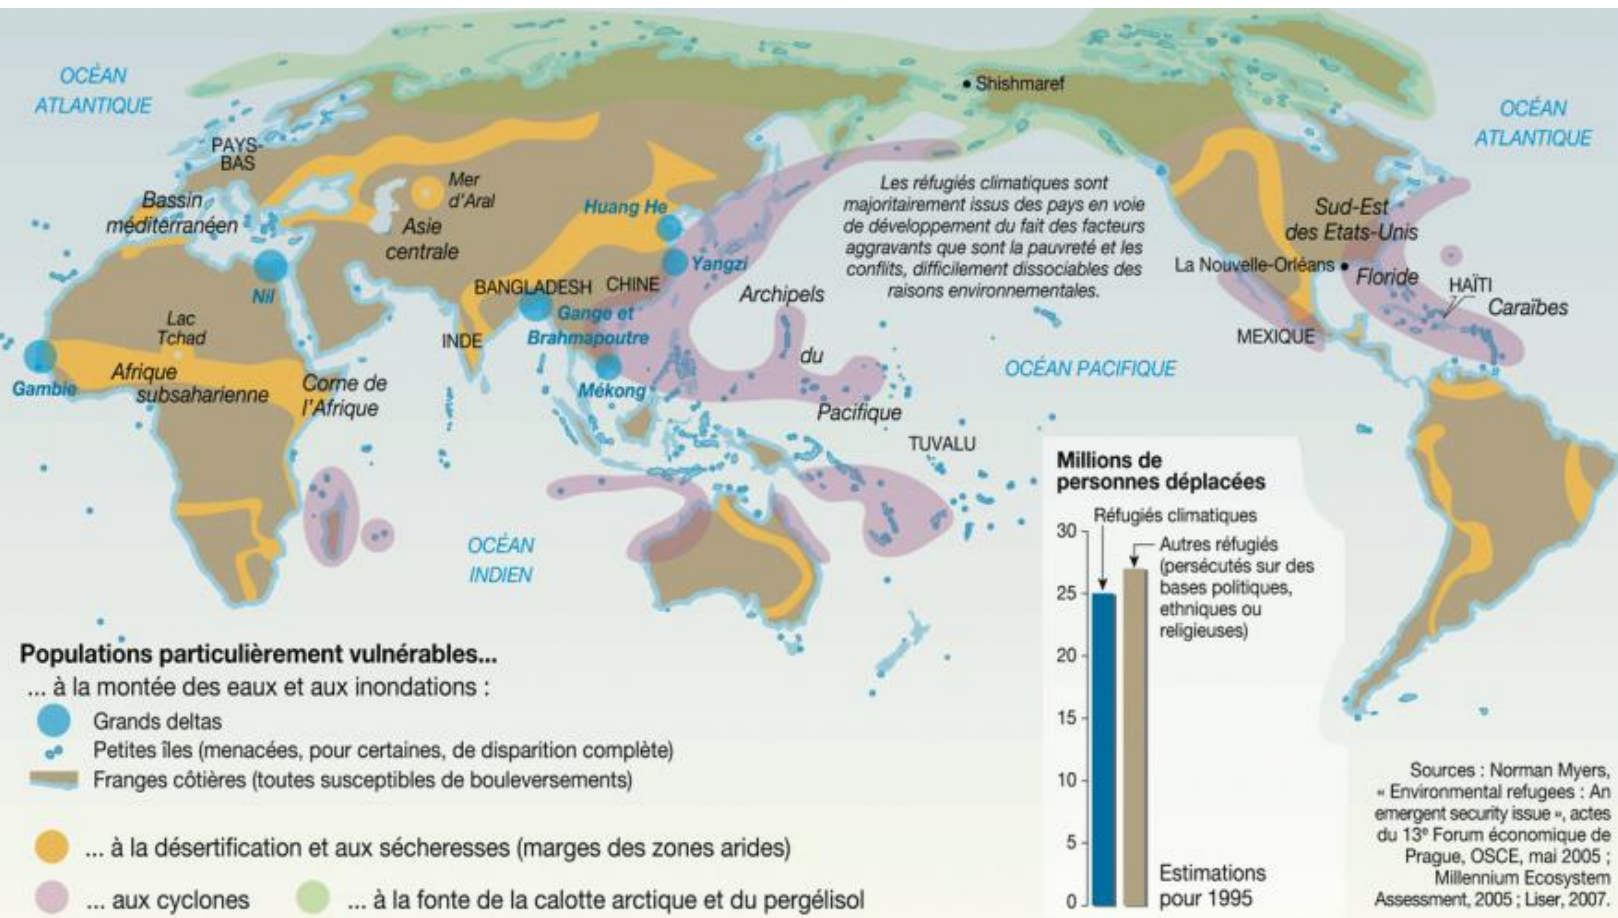 OCÉAN
ATLANTIQUE
Shishmaref
OCÉAN
ATLANTIQUE
PAYS-
BAS
Bassin
méditerranéen
Mer
d'Aral
Asie
centrale
Huang He
Les réfugiés climatiques sont
majoritairement issus des pays en voie
de développement du fait des facteurs
aggravants que sont la pauvreté et les
conflits, difficilement dissociables des
raisons environnementales.
Sud-Est
des Etats-Unis
Nil
BANGLADESH
CHINE
Yangzi
La Nouvelle-Orléans
Floride
HAÏTI
Caraïbes
Archipels
du
Pacifique
Gange et
Brahmapoutre
Lac
Tchad
INDE
MEXIQUE
Gambie
Afrique
subsaharienne
Corne de
l'Afrique
Mékong
OCÉAN PACIFIQUE
TUVALU
OCÉAN
INDIEN
Millions de
personnes déplacées
Réfugiés climatiques
Autres réfugiés
(persécutés sur des
bases politiques,
ethniques ou
religieuses)
30
25
20
15
10
5
0
Estimations
pour 1995
Populations particulièrement vulnérables...
... à la montée des eaux et aux inondations :
Grands deltas
Petites îles (menacées, pour certaines, de disparition complète)
Franges côtières (toutes susceptibles de bouleversements)
... à la désertification et aux sécheresses (marges des zones arides)
... aux cyclones
... à la fonte de la calotte arctique et du pergélisol
Sources : Norman Myers,
« Environmental refugees : An
emergent security issue », actes
du 13e Forum économique de
Prague, OSCE, mai 2005 ;
Millennium Ecosystem
Assessment, 2005 ; Liser, 2007.